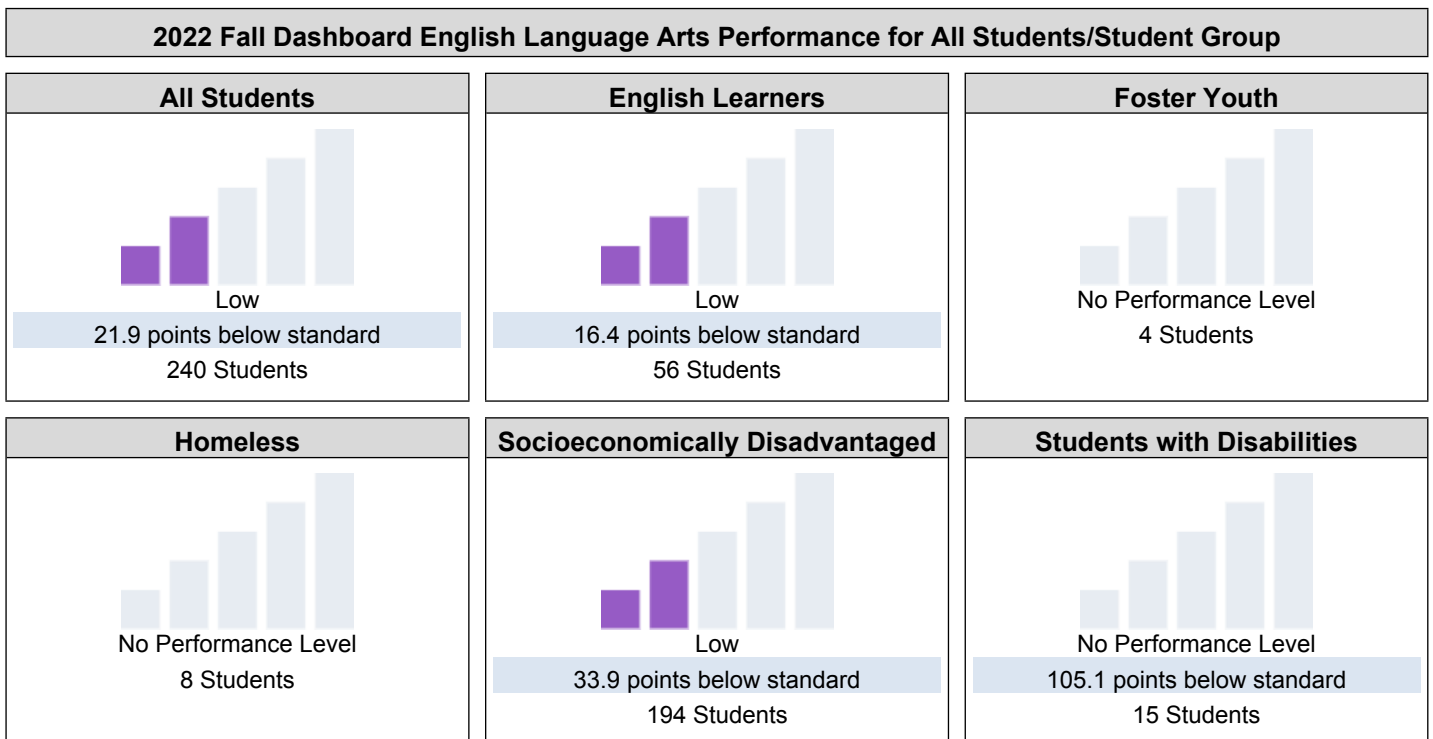 2022 Fall Dashboard English Language Arts Performance for All Students/Student Group
All Students
Low
21.9 points below standard
240 Students
English Learners
Low
16.4 points below standard
56 Students
Foster Youth
No Performance Level
4 Students
Homeless
No Performance Level
8 Students
Socioeconomically Disadvantaged
Low
33.9 points below standard
194 Students
Students with Disabilities
No Performance Level
105.1 points below standard
15 Students